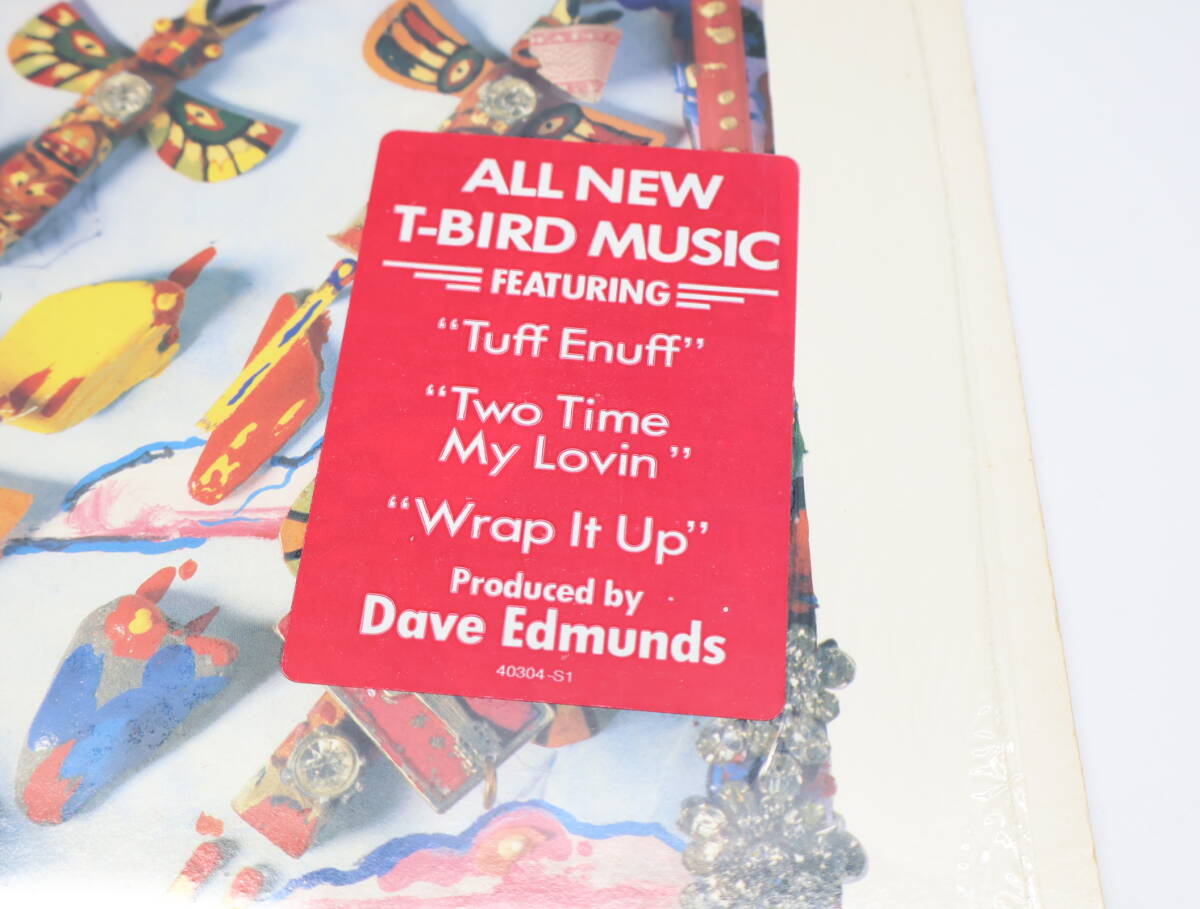 ALL NEW
T-BIRD MUSIC
FEATURING
“Tuff Enuff”
“Two Time
My Lovin”
“Wrap It Up”
Produced by
Dave Edmunds
40304-S1